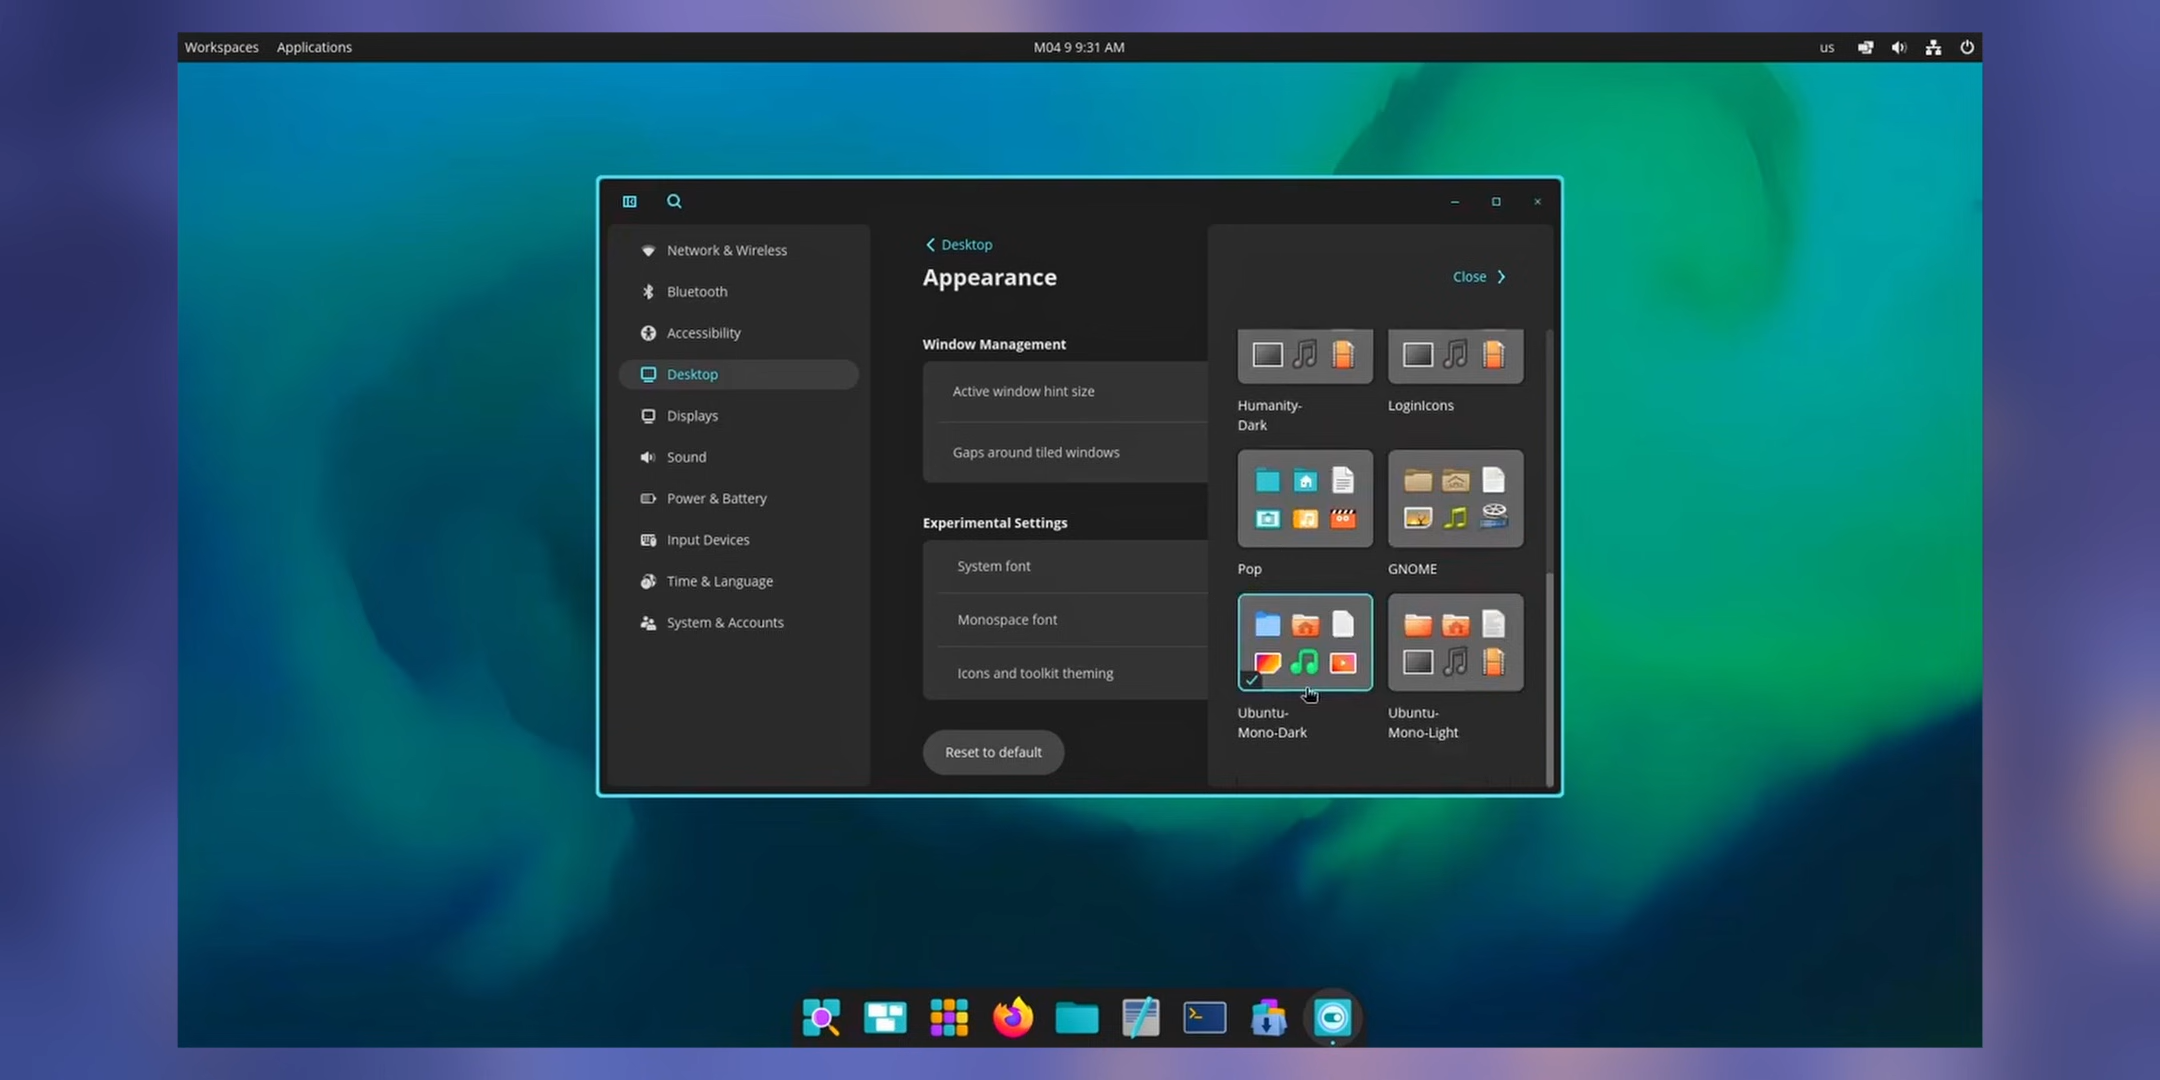 Workspaces Applications M04 9 9:31 AM us
Network & Wireless
Bluetooth
Accessibility
Desktop
Displays
Sound
Power & Battery
Input Devices
Time & Language
System & Accounts
Desktop
Appearance
Window Management
Active window hint size
Gaps around tiled windows
Experimental Settings
System font
Monospace font
Icons and toolkit theming
Reset to default
Close
Humanity-
Dark
LoginIcons
Pop
GNOME
Ubuntu-
Mono-Dark
Ubuntu-
Mono-Light